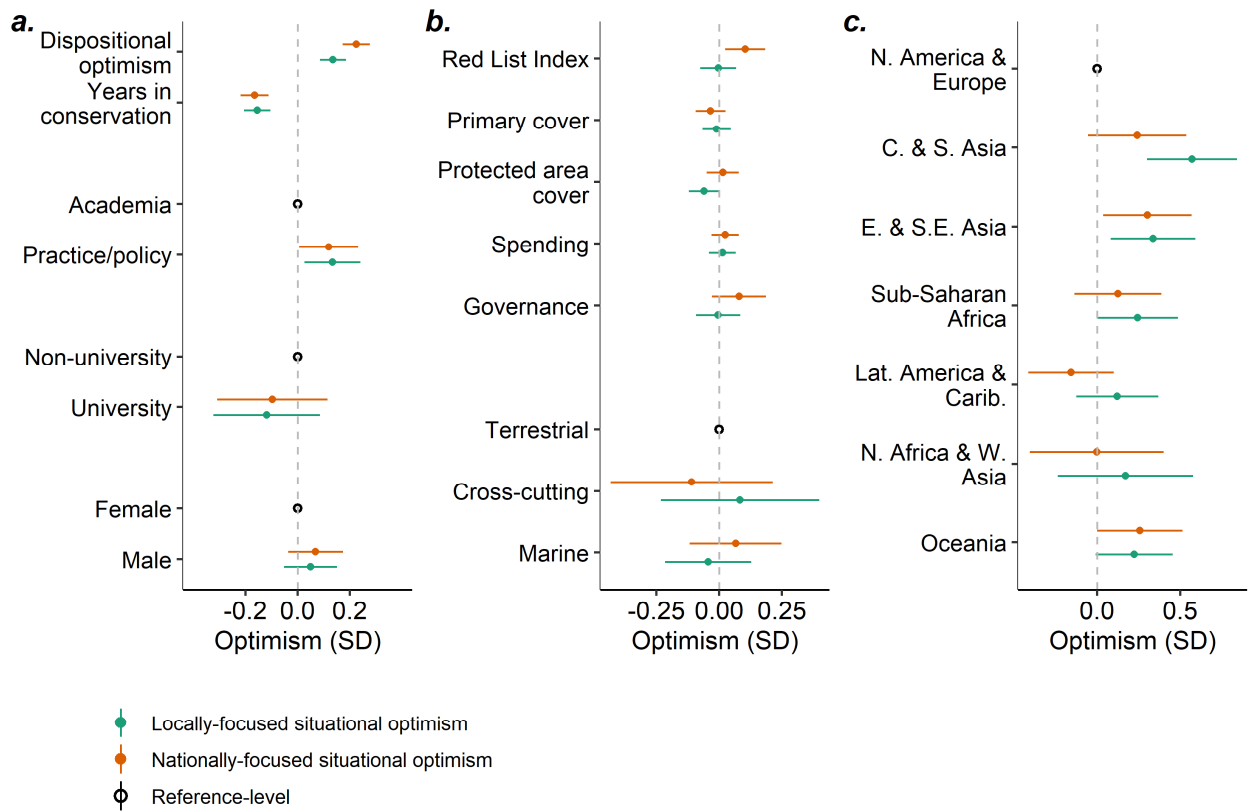 a.
Dispositional
optimism
Years in
conservation
Academia
Practice/policy
Non-university
University
Female
Male
-0.2 0.0 0.2
Optimism (SD)
b.
Red List Index
Primary cover
Protected area
cover
Spending
Governance
Terrestrial
Cross-cutting
Marine
-0.25 0.00 0.25
Optimism (SD)
c.
N. America &
Europe
C. & S. Asia
E. & S.E. Asia
Sub-Saharan
Africa
Lat. America &
Carib.
N. Africa & W.
Asia
Oceania
0.0 0.5
Optimism (SD)
Locally-focused situational optimism
Nationally-focused situational optimism
Reference-level